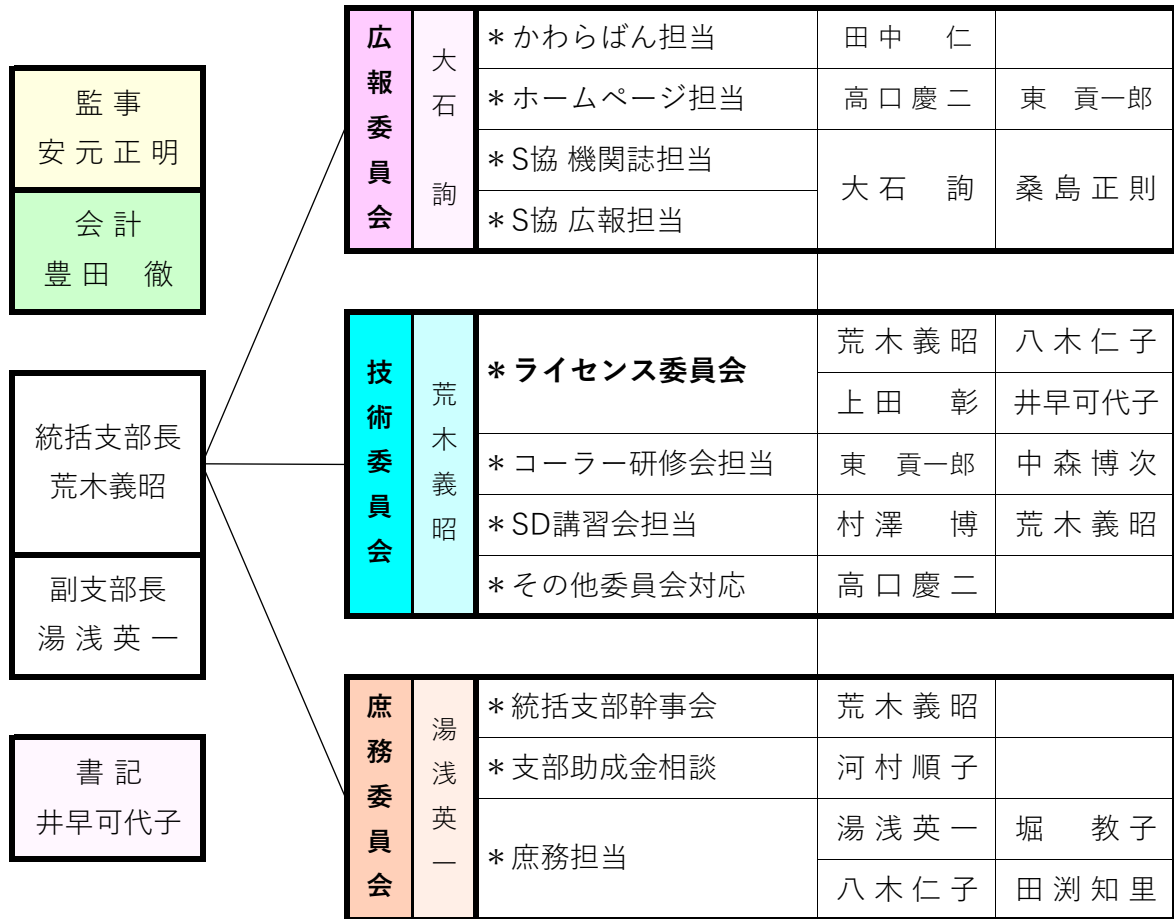 監事
安元正明
会計
豊田 徹
統括支部長
荒木義昭
副支部長
湯浅英一
書記
井早可代子
広報委員会
大石 詢
＊かわらばん担当 田中 仁
＊ホームページ担当 高口慶二 東 貢一郎
＊S協 機関誌担当
＊S協 広報担当
大石 詢 桑島正則
技術委員会
荒木義昭
＊ライセンス委員会
荒木義昭 八木仁子
上田 彰 井早可代子
＊コーラー研修会担当 東 貢一郎 中森博次
＊SD講習会担当 村澤 博 荒木義昭
＊その他委員会対応 高口慶二
庶務委員会
湯浅英一
＊統括支部幹事会 荒木義昭
＊支部助成金相談 河村順子
＊庶務担当
湯浅英一 堀 教子
八木仁子 田渕知里